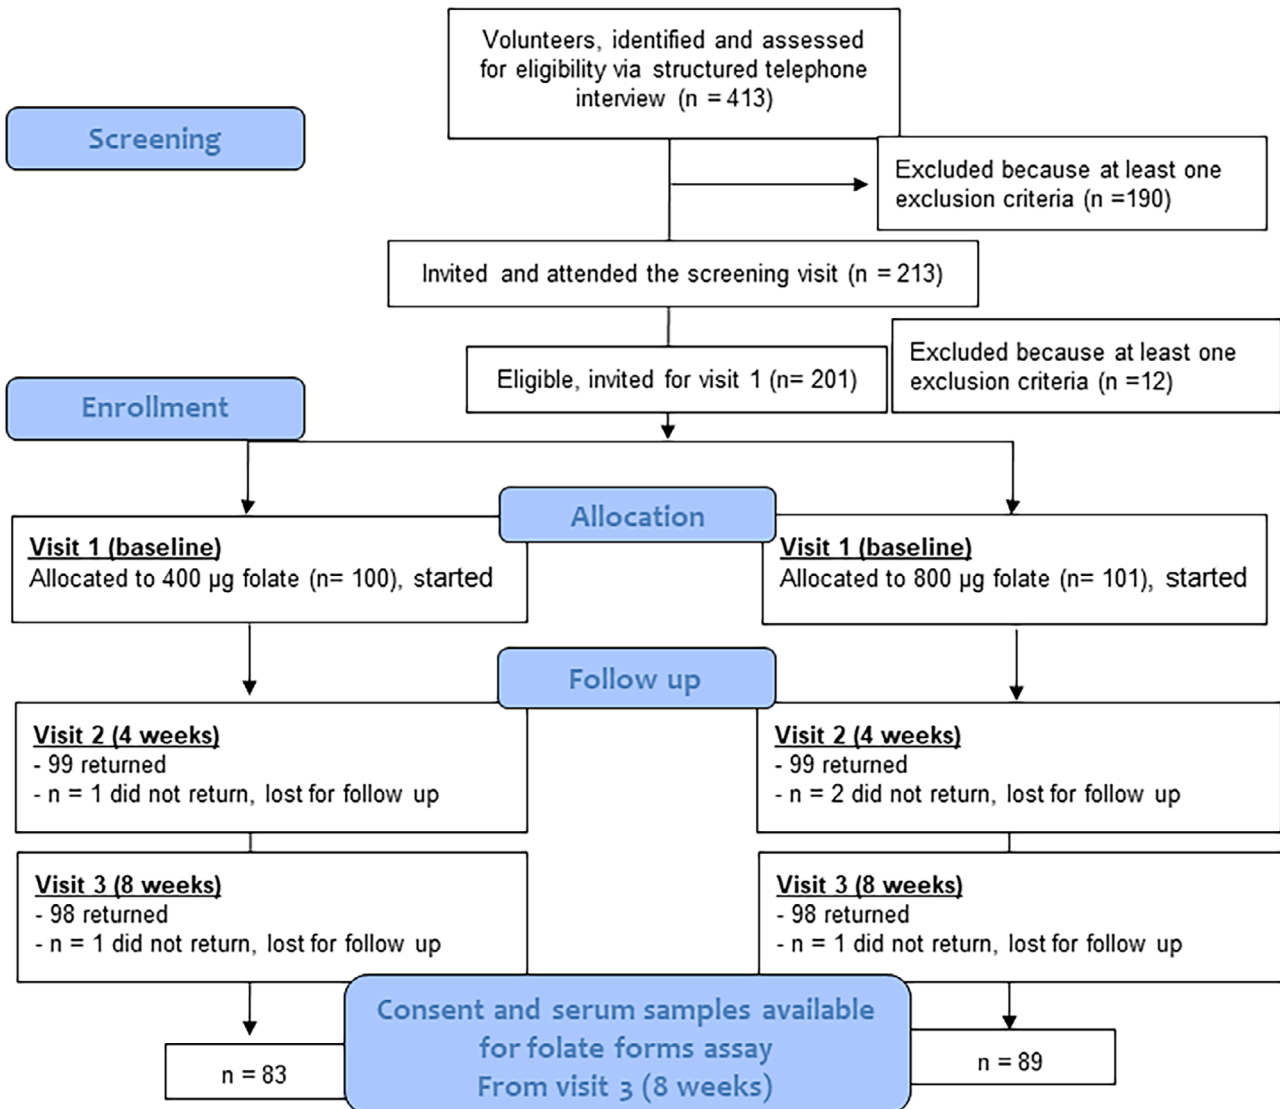 Volunteers, identified and assessed
for eligibility via structured telephone
interview (n = 413)
Screening
Excluded because at least one
exclusion criteria (n =190)
Invited and attended the screening visit (n = 213)
Excluded because at least one
exclusion criteria (n =12)
Eligible, invited for visit 1 (n= 201)
Enrollment
Allocation
Visit 1 (baseline)
Allocated to 400 µg folate (n= 100), started
Visit 1 (baseline)
Allocated to 800 µg folate (n= 101), started
Follow up
Visit 2 (4 weeks)
- 99 returned
- n = 1 did not return, lost for follow up
Visit 2 (4 weeks)
- 99 returned
- n = 2 did not return, lost for follow up
Visit 3 (8 weeks)
- 98 returned
- n = 1 did not return, lost for follow up
Visit 3 (8 weeks)
- 98 returned
- n = 1 did not return, lost for follow up
Consent and serum samples available
for folate forms assay
From visit 3 (8 weeks)
n = 83
n = 89